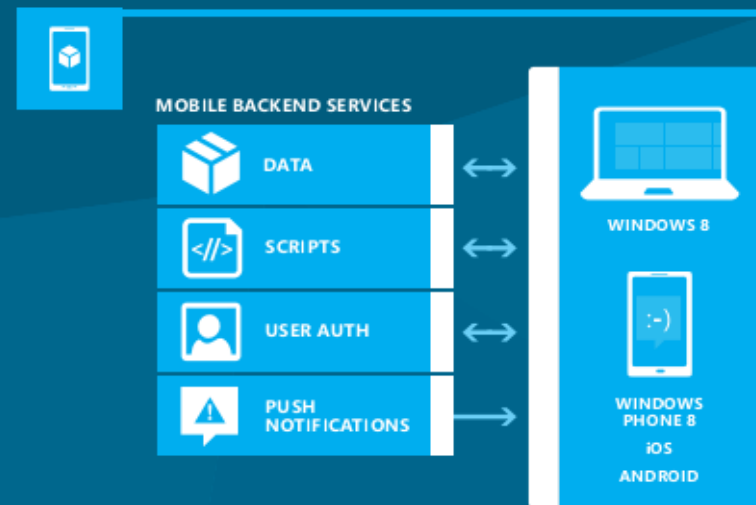 MOBILE BACKEND SERVICES
DATA
</>
SCRIPTS
USER AUTH
PUSH
NOTIFICATIONS
WINDOWS 8
:-)
WINDOWS
PHONE 8
iOS
ANDROID